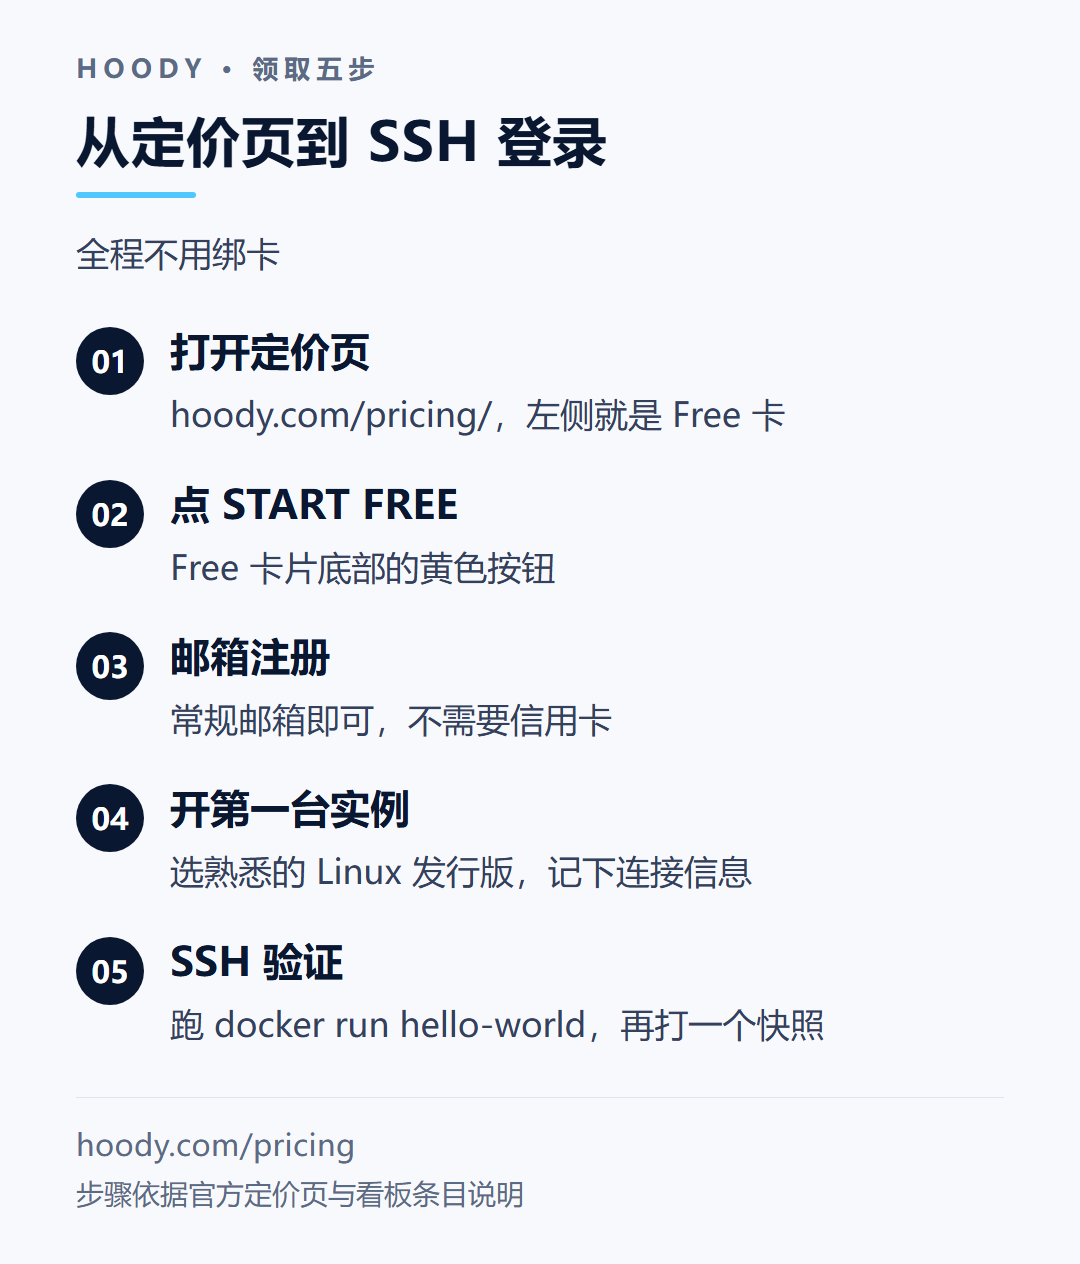 HOODY · 领取五步
从定价页到 SSH 登录
全程不用绑卡
01 打开定价页
hoody.com/pricing/，左侧就是 Free 卡
02 点 START FREE
Free 卡片底部的黄色按钮
03 邮箱注册
常规邮箱即可，不需要信用卡
04 开第一台实例
选熟悉的 Linux 发行版，记下连接信息
05 SSH 验证
跑 docker run hello-world，再打一个快照
hoody.com/pricing
步骤依据官方定价页与看板条目说明